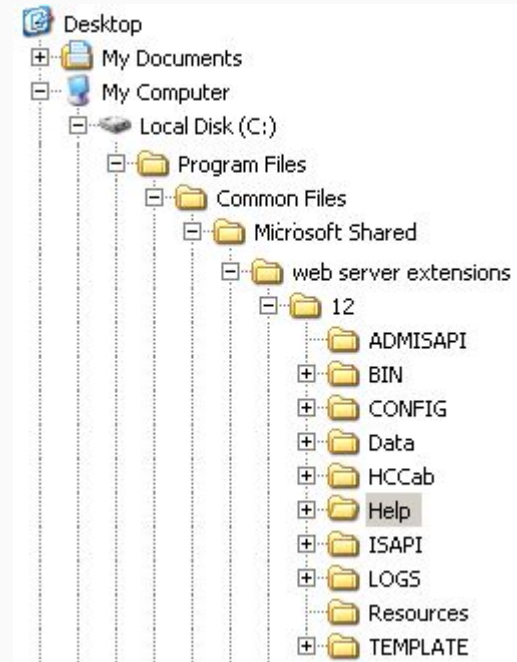 Desktop
My Documents
My Computer
Local Disk (C:)
Program Files
Common Files
Microsoft Shared
web server extensions
12
ADMISAPI
BIN
CONFIG
Data
HCCab
Help
ISAPI
LOGS
Resources
TEMPLATE